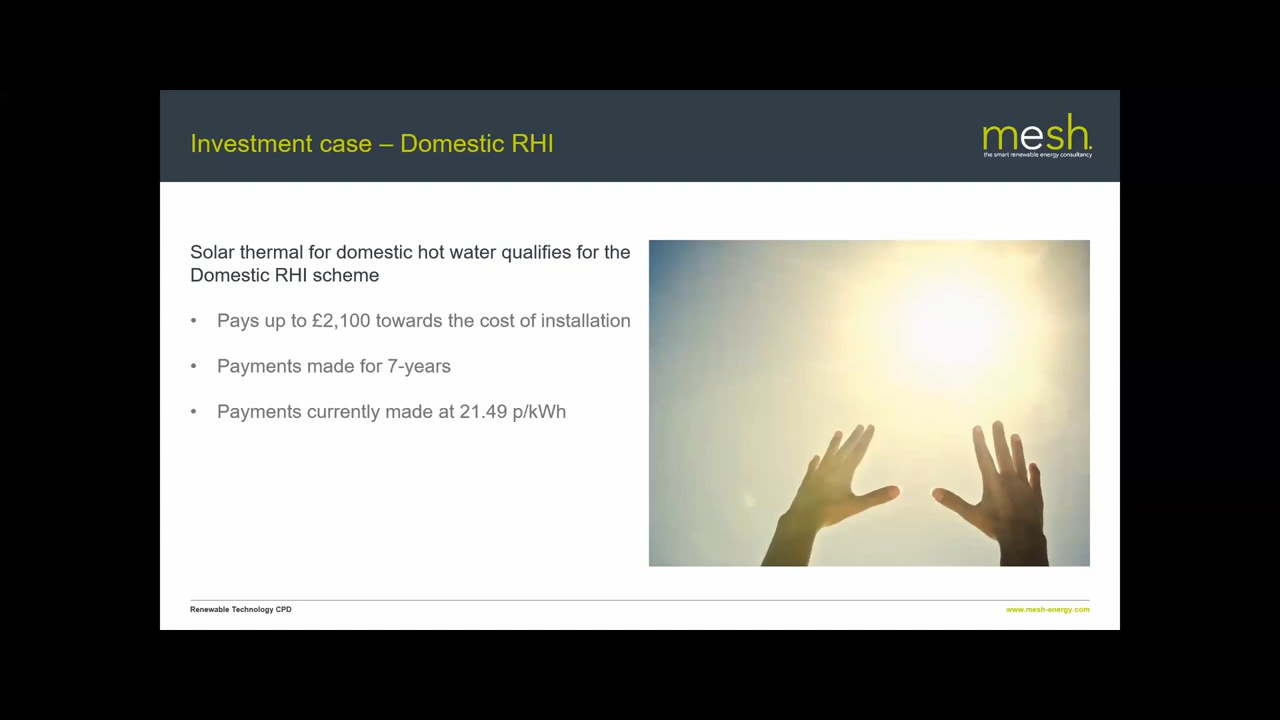 Investment case – Domestic RHI
mesh.
the smart renewable energy consultancy
Solar thermal for domestic hot water qualifies for the
Domestic RHI scheme
• Pays up to £2,100 towards the cost of installation
• Payments made for 7-years
• Payments currently made at 21.49 p/kWh
Renewable Technology CPD
www.mesh-energy.com